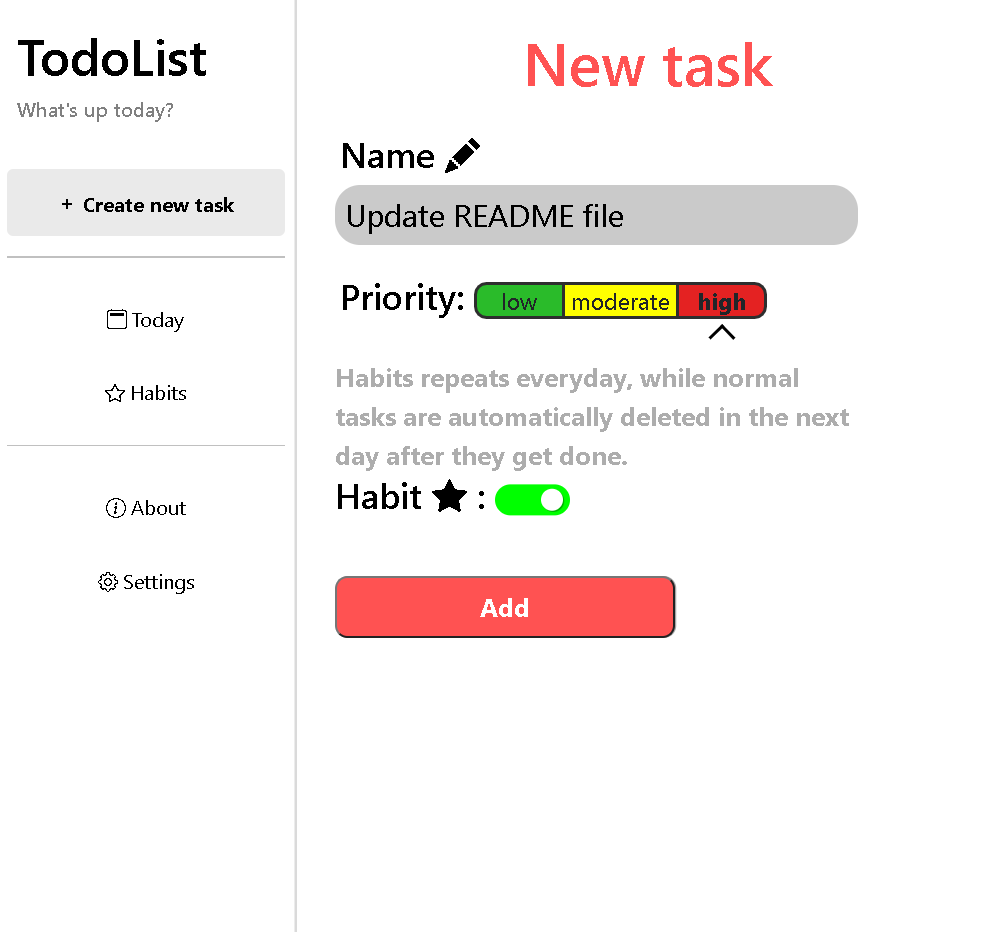 TodoList
What's up today?
+ Create new task
Today
Habits
About
Settings
New task
Name
Update README file
Priority: low moderate high
Habits repeats everyday, while normal
tasks are automatically deleted in the next
day after they get done.
Habit :
Add